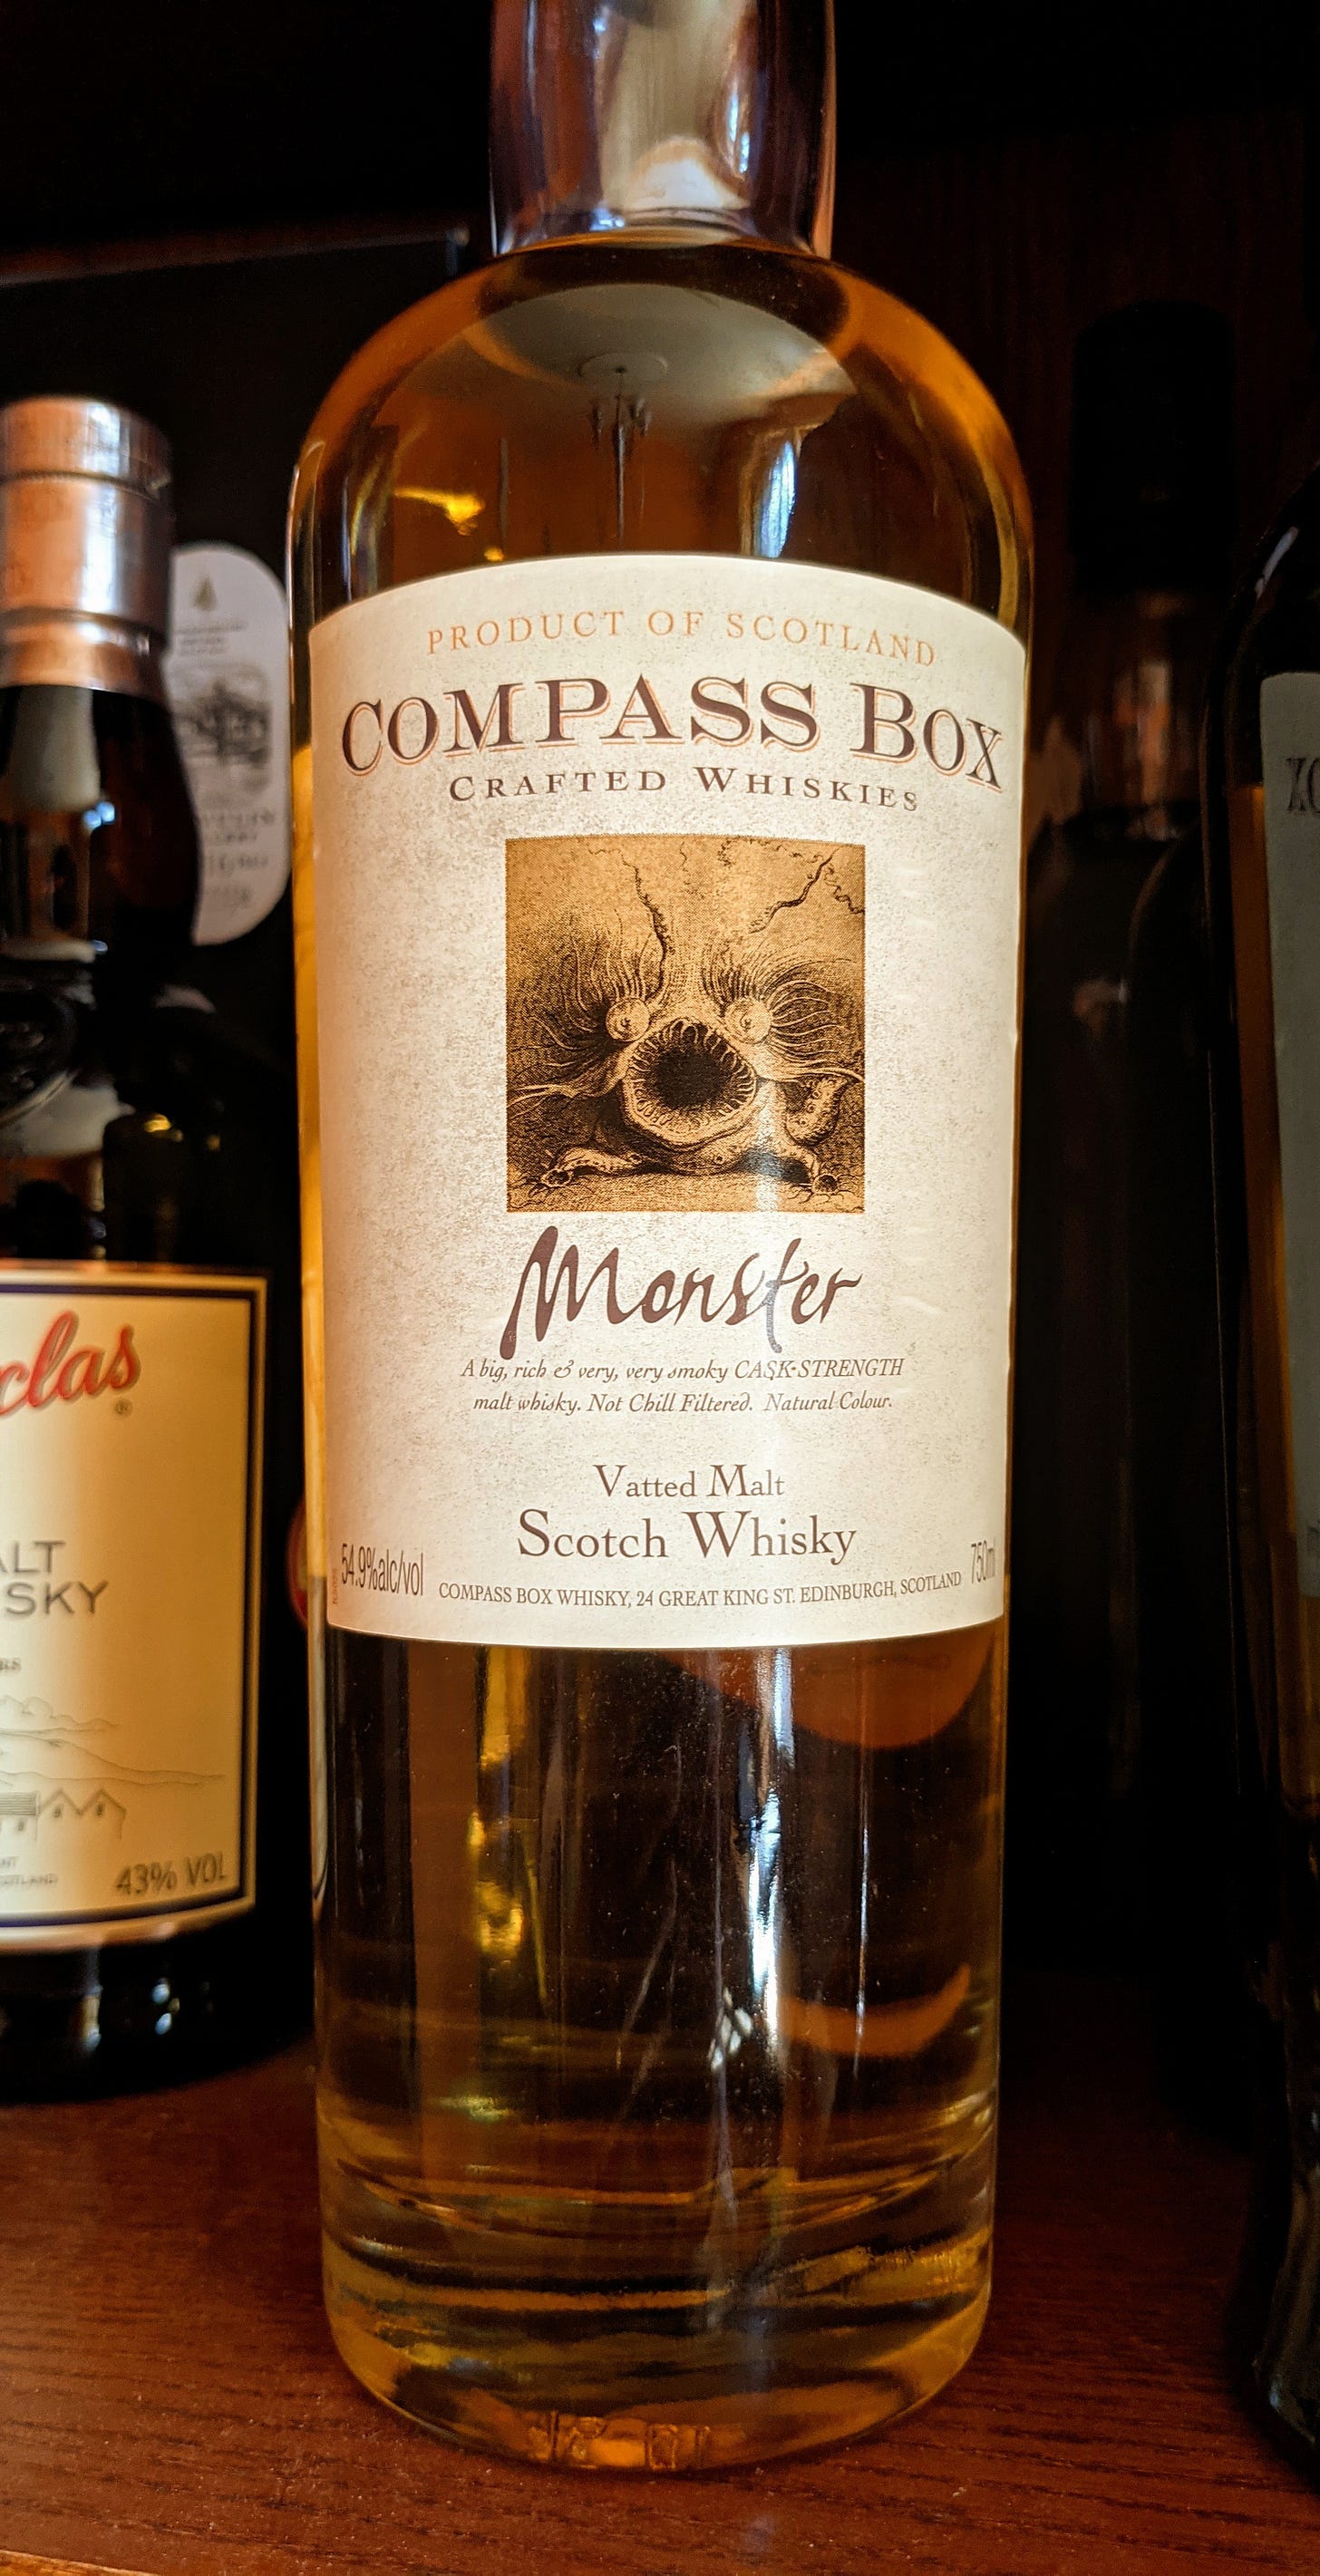 PRODUCT OF SCOTLAND
COMPASS BOX
CRAFTED WHISKIES
Monster
A big, rich & very, very smoky CASK-STRENGTH
malt whisky. Not Chill Filtered. Natural Colour.
Vatted Malt
Scotch Whisky
54.9%alc/vol
COMPASS BOX WHISKY, 24 GREAT KING ST. EDINBURGH, SCOTLAND
750ml
clas
®
ALT
SKY
43% VOL